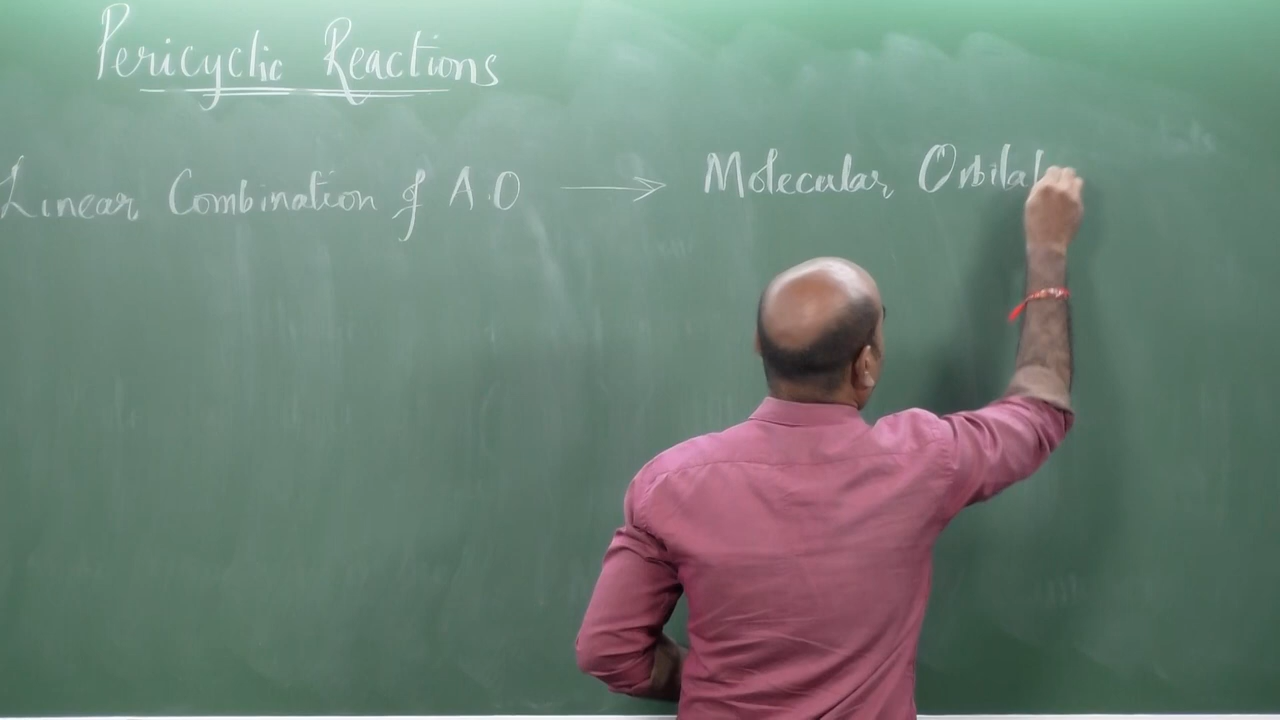 Pericyclic Reactions
Linear Combination of A.O → Molecular Orbital